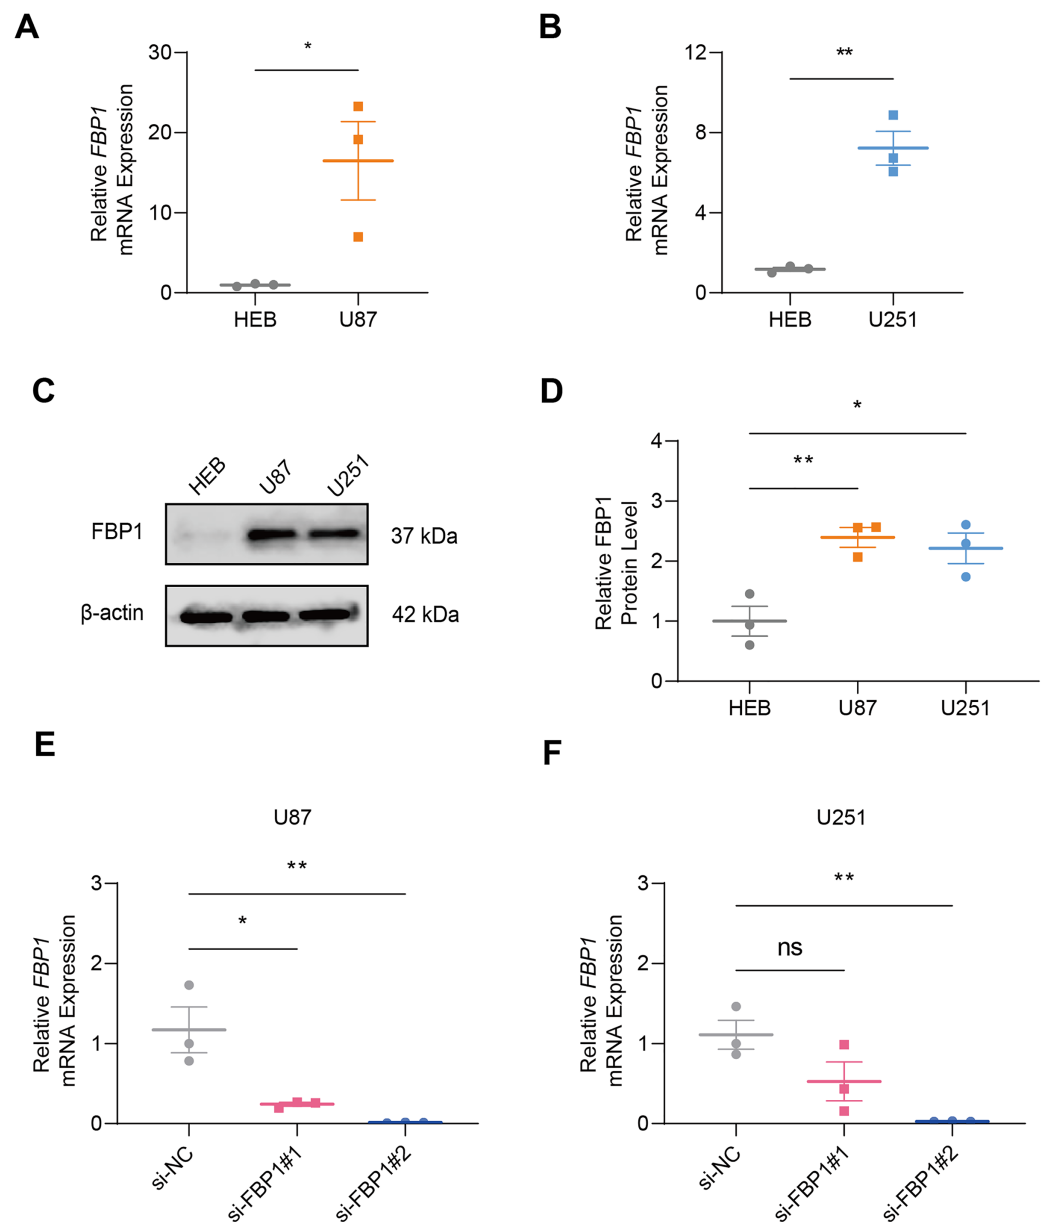 A
Relative FBP1
mRNA Expression
30
20
10
0
*
HEB
U87
B
Relative FBP1
mRNA Expression
12
8
4
0
**
HEB
U251
C
HEB
U87
U251
FBP1
37 kDa
β-actin
42 kDa
D
Relative FBP1
Protein Level
4
3
2
1
0
*
**
HEB
U87
U251
E
U87
Relative FBP1
mRNA Expression
3
2
1
0
**
*
si-NC
si-FBP1#1
si-FBP1#2
F
U251
Relative FBP1
mRNA Expression
3
2
1
0
**
ns
si-NC
si-FBP1#1
si-FBP1#2